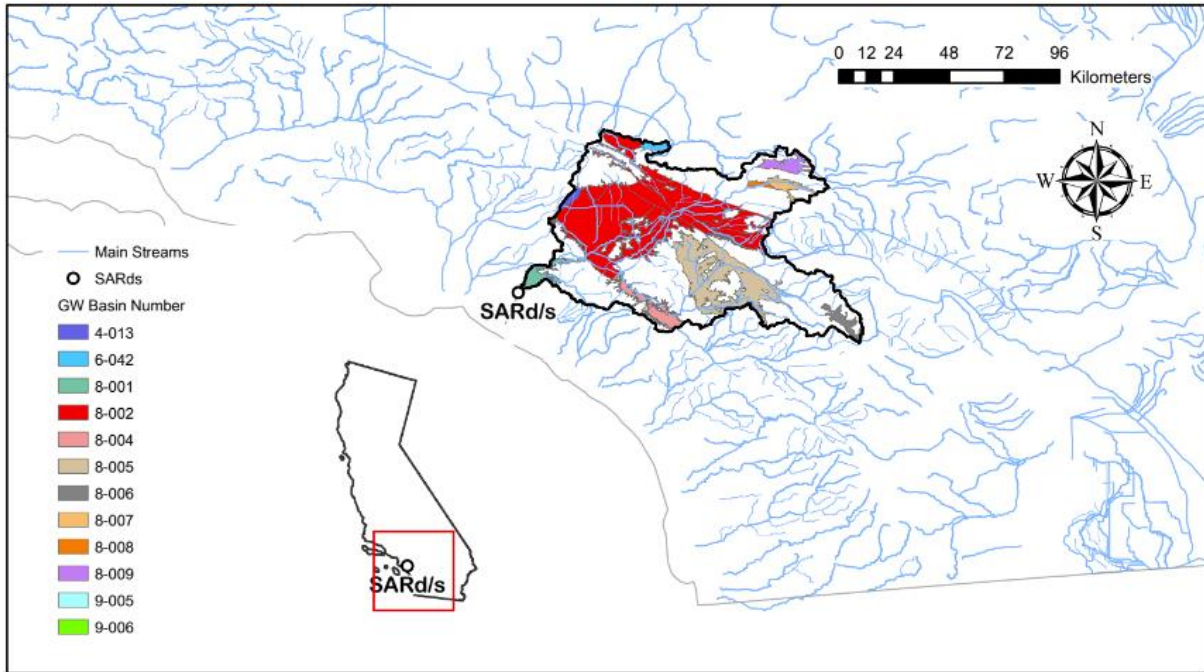 0 12 24 48 72 96
Kilometers
N
W E
S
Main Streams
SARds
GW Basin Number
4-013
6-042
8-001
8-002
8-004
8-005
8-006
8-007
8-008
8-009
9-005
9-006
SARd/s
SARd/s